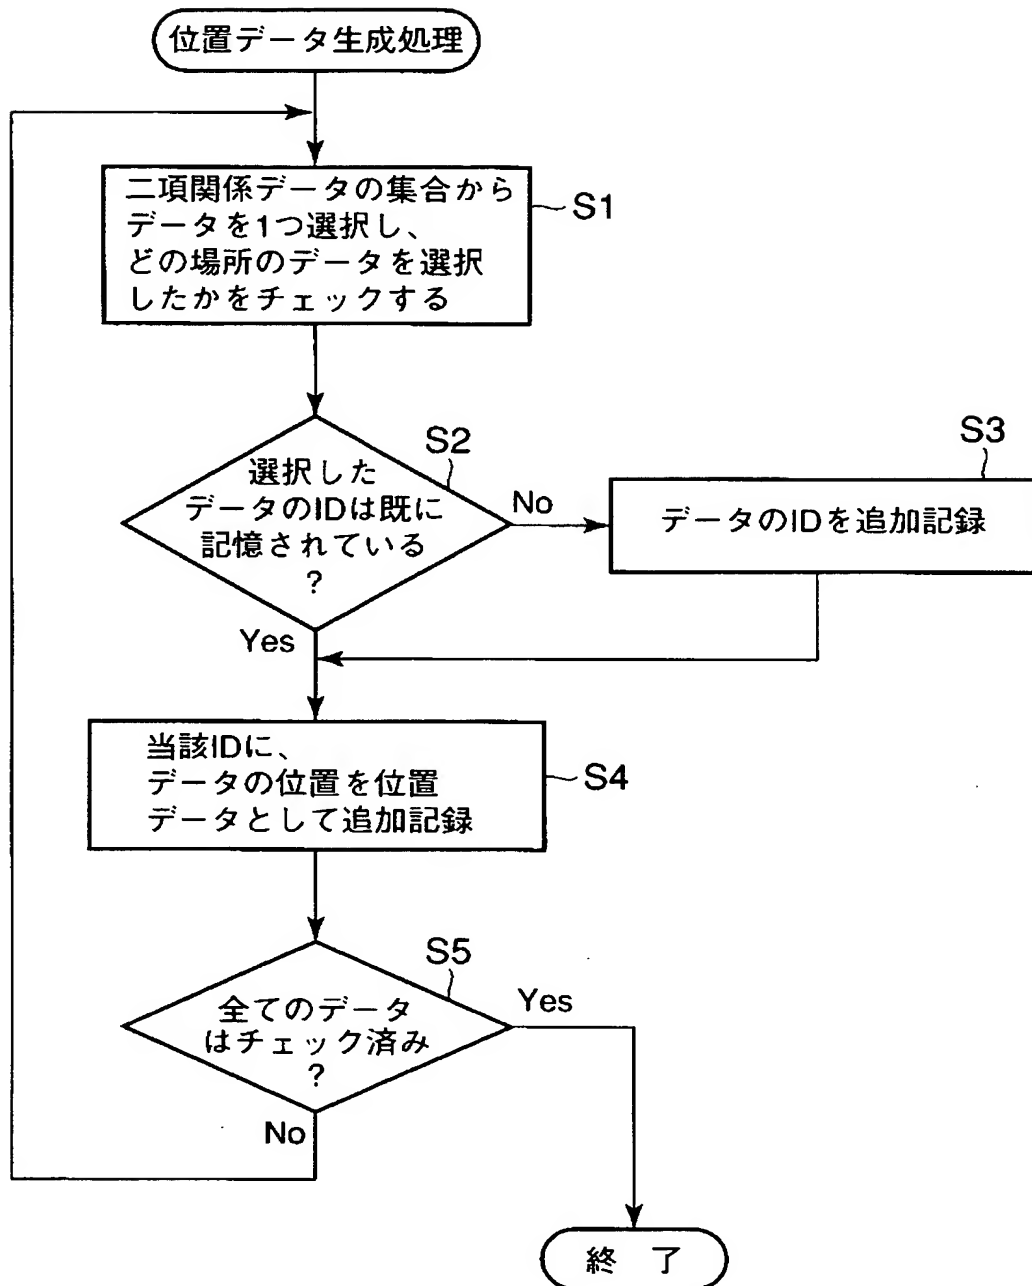 位置データ生成処理
二項関係データの集合から
データを1つ選択し、
どの場所のデータを選択
したかをチェックする
S1
S2
選択した
データのIDは既に
記憶されている
?
No
S3
データのIDを追加記録
Yes
当該IDに、
データの位置を位置
データとして追加記録
S4
S5
全てのデータ
はチェック済み
?
Yes
No
終 了